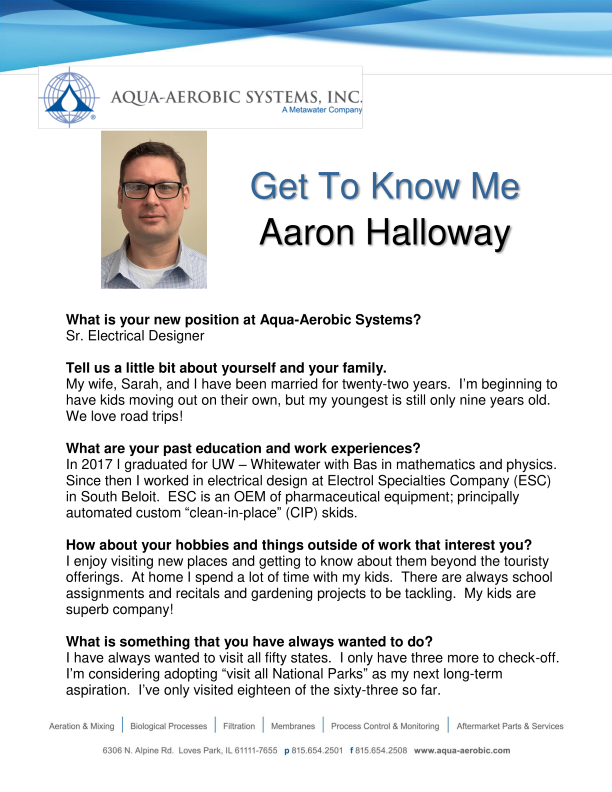 AQUA-AEROBIC SYSTEMS, INC.
A Metawater Company
®
Get To Know Me
Aaron Halloway
What is your new position at Aqua-Aerobic Systems?
Sr. Electrical Designer
Tell us a little bit about yourself and your family.
My wife, Sarah, and I have been married for twenty-two years.  I'm beginning to
have kids moving out on their own, but my youngest is still only nine years old.
We love road trips!
What are your past education and work experiences?
In 2017 I graduated for UW – Whitewater with Bas in mathematics and physics.
Since then I worked in electrical design at Electrol Specialties Company (ESC)
in South Beloit.  ESC is an OEM of pharmaceutical equipment; principally
automated custom “clean-in-place” (CIP) skids.
How about your hobbies and things outside of work that interest you?
I enjoy visiting new places and getting to know about them beyond the touristy
offerings.  At home I spend a lot of time with my kids.  There are always school
assignments and recitals and gardening projects to be tackling.  My kids are
superb company!
What is something that you have always wanted to do?
I have always wanted to visit all fifty states.  I only have three more to check-off.
I'm considering adopting “visit all National Parks” as my next long-term
aspiration.  I've only visited eighteen of the sixty-three so far.
Aeration & Mixing | Biological Processes | Filtration | Membranes | Process Control & Monitoring | Aftermarket Parts & Services
6306 N. Alpine Rd.  Loves Park, IL 61111-7655  p 815.654.2501  f 815.654.2508  www.aqua-aerobic.com